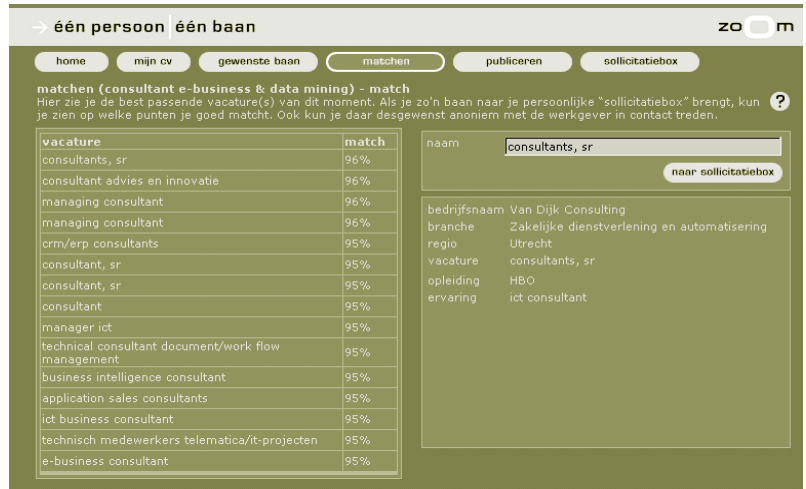 één persoon één baan
zo m
home mijn cv gewenste baan matchen publiceren sollicitatiebox
matchen (consultant e-business & data mining) - match
Hier zie je de best passende vacature(s) van dit moment. Als je zo'n baan naar je persoonlijke "sollicitatiebox" brengt, kun
je zien op welke punten je goed matcht. Ook kun je daar desgewenst anoniem met de werkgever in contact treden.
?
vacature match
consultants, sr 96%
consultant advies en innovatie 96%
managing consultant 96%
managing consultant 96%
crm/erp consultants 95%
consultant, sr 95%
consultant, sr 95%
consultant 95%
manager ict 95%
technical consultant document/work flow
management 95%
business intelligence consultant 95%
application sales consultants 95%
ict business consultant 95%
technisch medewerkers telematica/it-projecten 95%
e-business consultant 95%
naam consultants, sr
naar sollicitatiebox
bedrijfsnaam Van Dijk Consulting
branche Zakelijke dienstverlening en automatisering
regio Utrecht
vacature consultants, sr
opleiding HBO
ervaring ict consultant